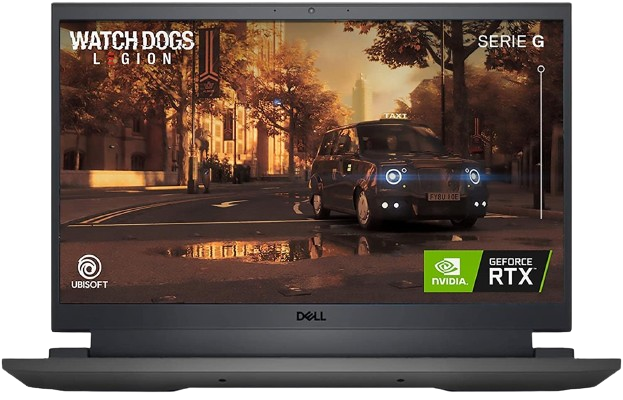 WATCH DOGS
LEGION
SERIE G
TAXI
UBISOFT
NVIDIA.
GEFORCE
RTX
DELL